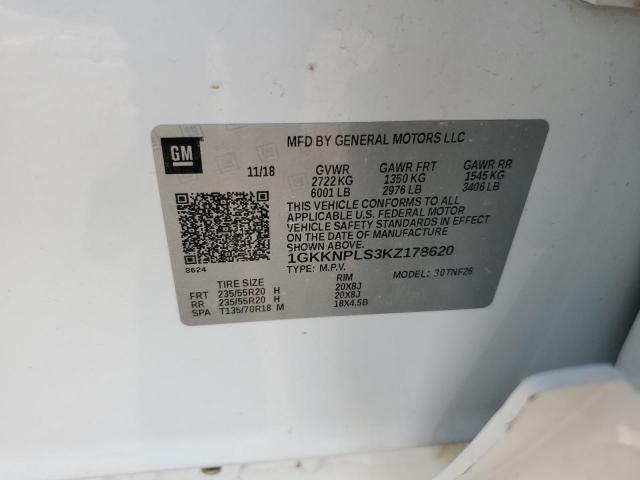 GM
MFD BY GENERAL MOTORS LLC
11/18 GVWR GAWR FRT GAWR RR
2722 KG 1350 KG 1545 KG
6001 LB 2976 LB 3406 LB
THIS VEHICLE CONFORMS TO ALL
APPLICABLE U.S. FEDERAL MOTOR
VEHICLE SAFETY STANDARDS IN EFFECT
ON THE DATE OF MANUFACTURE
SHOWN ABOVE.
1GKKNPLS3KZ178620
8624 TYPE: M.P.V. MODEL: 30TNF26
TIRE SIZE RIM
FRT 235/55R20 H 20X8J
RR 235/55R20 H 20X8J
SPA T135/70R18 M 18X4.5B